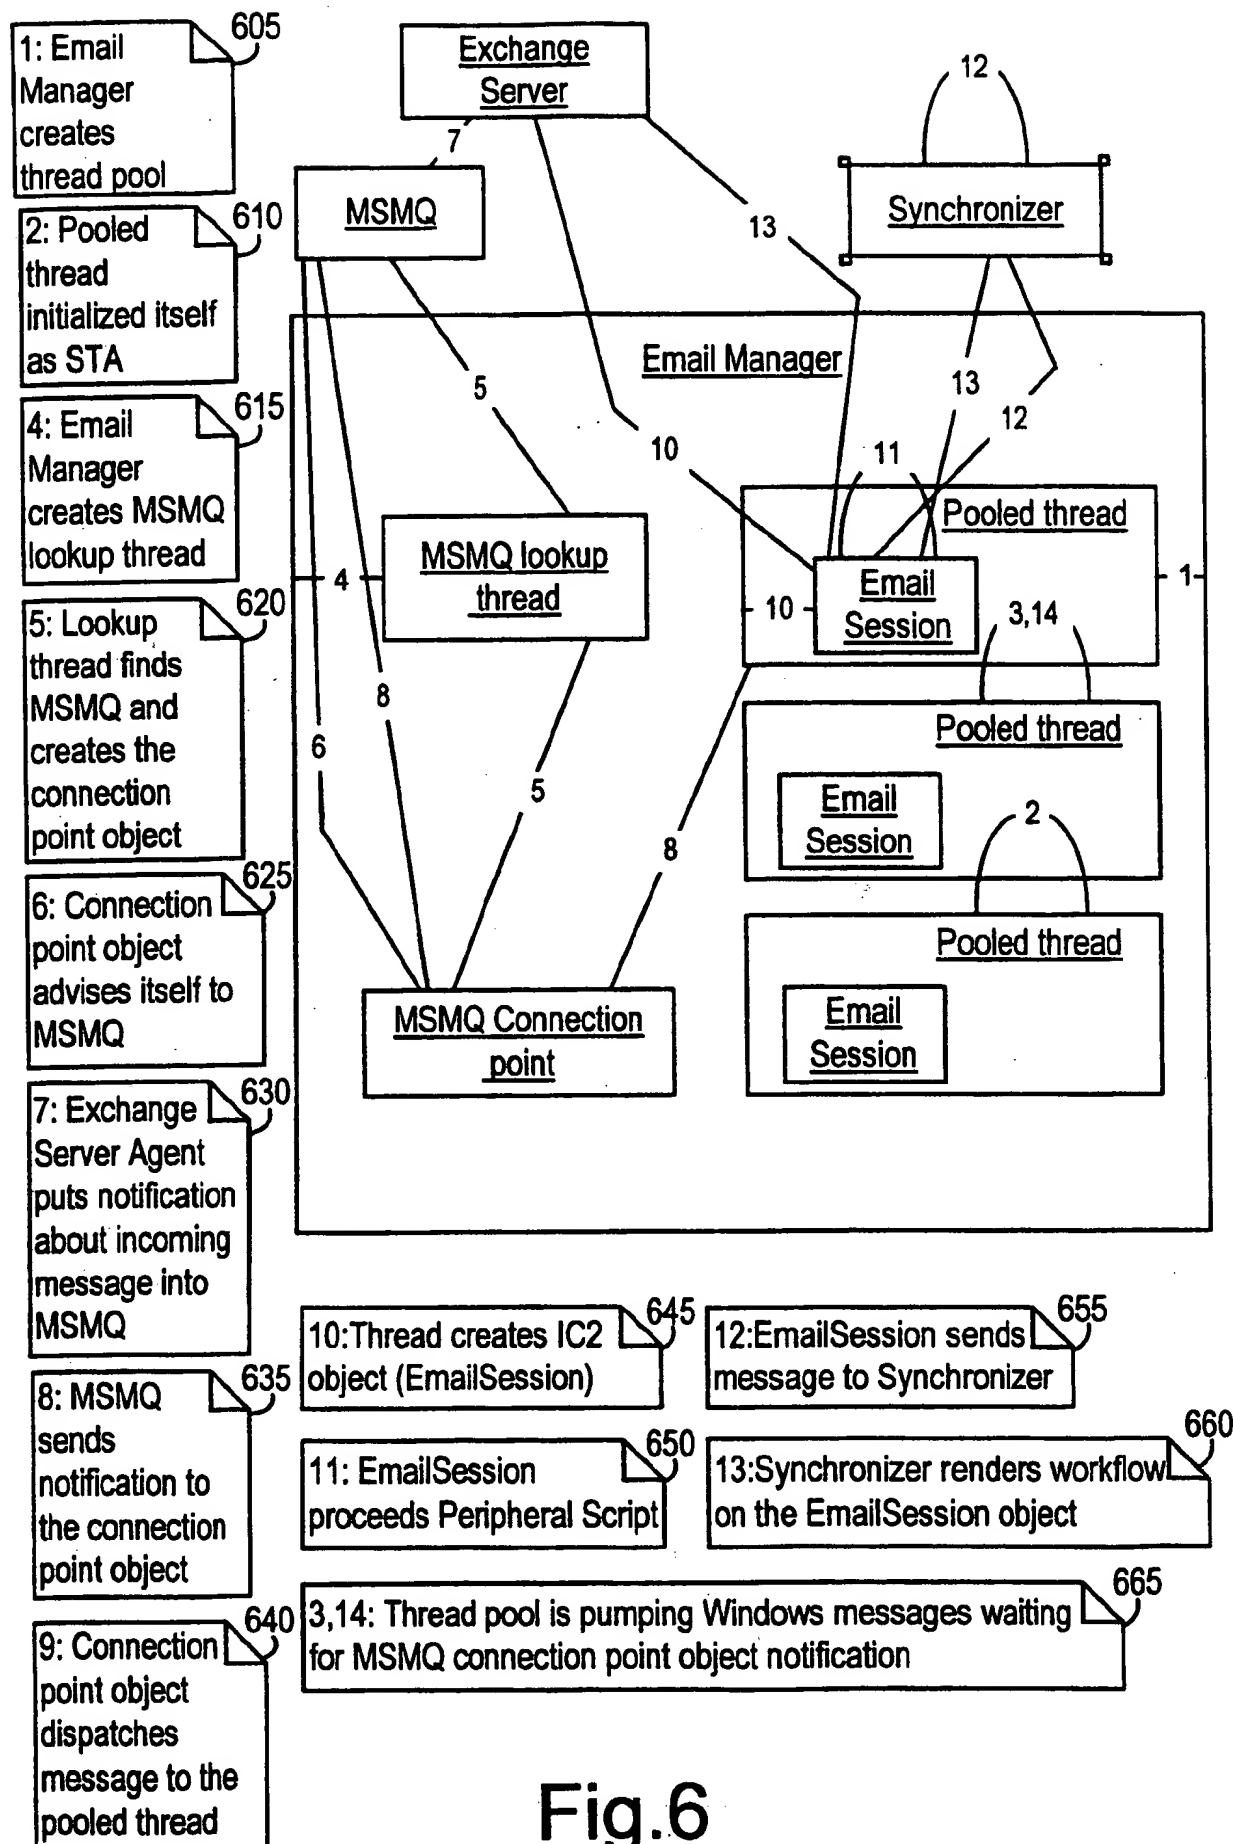 1: Email
Manager
creates
thread pool
605
2: Pooled
thread
initialized itself
as STA
610
4: Email
Manager
creates MSMQ
lookup thread
615
5: Lookup
thread finds
MSMQ and
creates the
connection
point object
620
6: Connection
point object
advises itself to
MSMQ
625
7: Exchange
Server Agent
puts notification
about incoming
message into
MSMQ
630
8: MSMQ
sends
notification to
the connection
point object
635
9: Connection
point object
dispatches
message to the
pooled thread
640
Exchange
Server
7
MSMQ
12
Synchronizer
13
Email Manager
5
13
12
10
11
Pooled thread
MSMQ lookup
thread
4
Email
Session
10
1
3,14
8
6
Pooled thread
Email
Session
5
2
8
Pooled thread
Email
Session
MSMQ Connection
point
10:Thread creates IC2
object (EmailSession)
645
12:EmailSession sends
message to Synchronizer
655
11: EmailSession
proceeds Peripheral Script
650
13:Synchronizer renders workflow
on the EmailSession object
660
3,14: Thread pool is pumping Windows messages waiting
for MSMQ connection point object notification
665
Fig.6